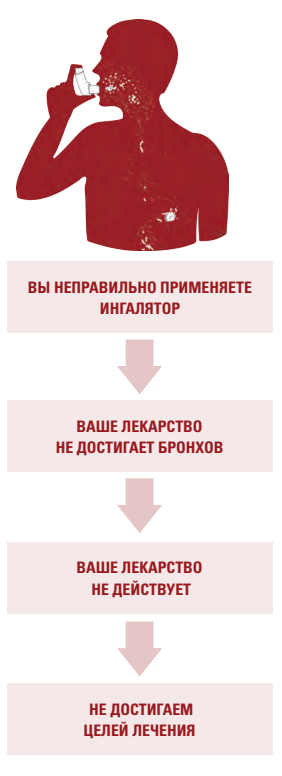 ВЫ НЕПРАВИЛЬНО ПРИМЕНЯЕТЕ
ИНГАЛЯТОР
ВАШЕ ЛЕКАРСТВО
НЕ ДОСТИГАЕТ БРОНХОВ
ВАШЕ ЛЕКАРСТВО
НЕ ДЕЙСТВУЕТ
НЕ ДОСТИГАЕМ
ЦЕЛЕЙ ЛЕЧЕНИЯ